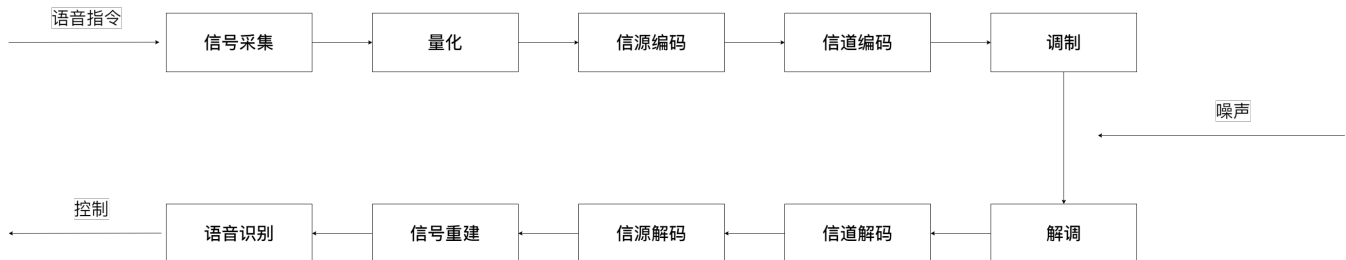 语音指令
信号采集
量化
信源编码
信道编码
调制
噪声
控制
语音识别
信号重建
信源解码
信道解码
解调